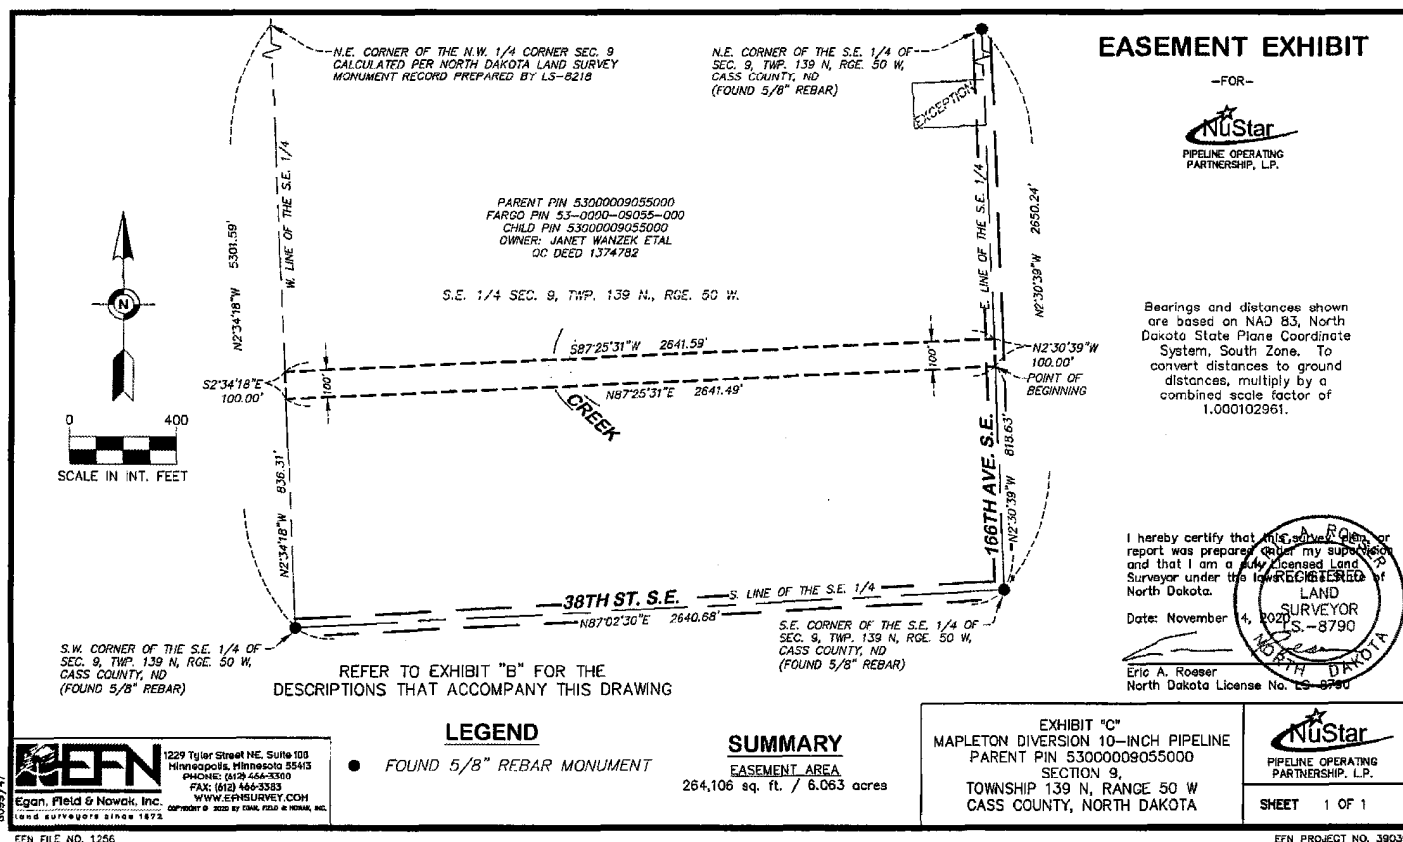 N.E. CORNER OF THE N.W. 1/4 CORNER SEC. 9
CALCULATED PER NORTH DAKOTA LAND SURVEY
MONUMENT RECORD PREPARED BY LS-8218
N.E. CORNER OF THE S.E. 1/4 OF
SEC. 9, TWP. 139 N, RGE. 50 W,
CASS COUNTY, ND
(FOUND 5/8" REBAR)
EXCEPTION
EASEMENT EXHIBIT
-FOR-
NuStar
PIPELINE OPERATING
PARTNERSHIP, L.P.
N2°34'18"W 5301.59'
W. LINE OF THE S.E. 1/4
PARENT PIN 53000009055000
FARGO PIN 53-0000-09055-000
CHILD PIN 53000009055000
OWNER: JANET WANZEK ETAL
QC DEED 1374782
S.E. 1/4 SEC. 9, TWP. 139 N., RGE. 50 W.
E. LINE OF THE S.E. 1/4
N2°30'39"W 2650.24'
N
0 400
SCALE IN INT. FEET
Bearings and distances shown
are based on NAD 83, North
Dakota State Plane Coordinate
System, South Zone. To
convert distances to ground
distances, multiply by a
combined scale factor of
1.000102961.
S87°25'31"W 2641.59'
100'
N2°30'39"W
100.00'
POINT OF
BEGINNING
S2°34'18"E
100.00'
100'
N87°25'31"E 2641.49'
CREEK
N2°34'18"W 836.31'
166TH AVE. S.E.
N2°30'39"W 818.63'
38TH ST. S.E.
S. LINE OF THE S.E. 1/4
N87°02'30"E 2640.68'
S.W. CORNER OF THE S.E. 1/4 OF
SEC. 9, TWP. 139 N, RGE. 50 W,
CASS COUNTY, ND
(FOUND 5/8" REBAR)
S.E. CORNER OF THE S.E. 1/4 OF
SEC. 9, TWP. 139 N, RGE. 50 W,
CASS COUNTY, ND
(FOUND 5/8" REBAR)
REFER TO EXHIBIT "B" FOR THE
DESCRIPTIONS THAT ACCOMPANY THIS DRAWING
I hereby certify that this survey, plan, or
report was prepared under my supervision
and that I am a duly Licensed Land
Surveyor under the laws of the State of
North Dakota.
Date: November 4, 2020
Eric A. Roeser
North Dakota License No. LS-8790
ERIC A. ROESER
REGISTERED
LAND
SURVEYOR
LS.-8790
NORTH DAKOTA
EFN
Egan, Field & Nowak, Inc.
land surveyors since 1872
1229 Tyler Street NE, Suite 100
Minneapolis, Minnesota 55413
PHONE: (612) 466-3300
FAX: (612) 466-3383
WWW.EFNSURVEY.COM
COPYRIGHT © 2020 BY EGAN, FIELD & NOWAK, INC.
LEGEND
FOUND 5/8" REBAR MONUMENT
SUMMARY
EASEMENT AREA
264,106 sq. ft. / 6.063 acres
EXHIBIT "C"
MAPLETON DIVERSION 10-INCH PIPELINE
PARENT PIN 53000009055000
SECTION 9,
TOWNSHIP 139 N, RANGE 50 W
CASS COUNTY, NORTH DAKOTA
NuStar
PIPELINE OPERATING
PARTNERSHIP, L.P.
SHEET 1 OF 1
EFN FILE NO. 1256
EFN PROJECT NO. 3903